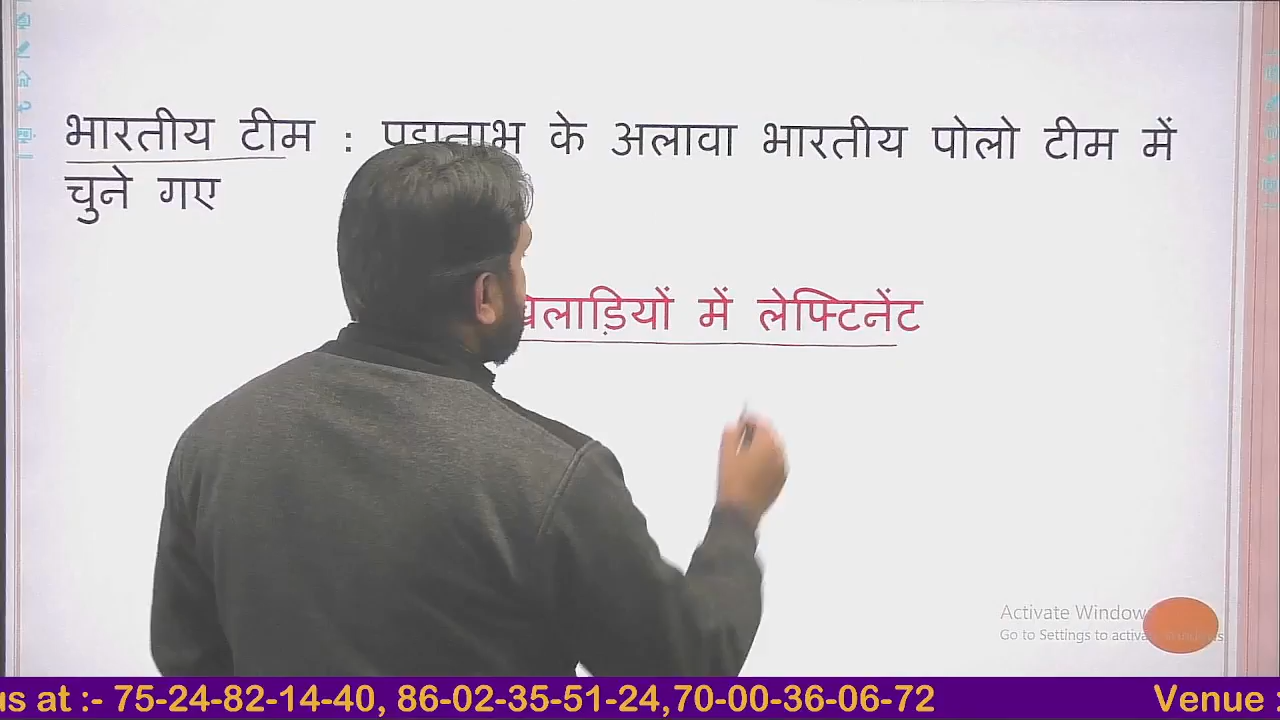 भारतीय टीम : पद्मनाभ के अलावा भारतीय पोलो टीम में
चुने गए
खिलाड़ियों में लेफ्टिनेंट
Activate Windows
Go to Settings to activate Windows
us at :- 75-24-82-14-40, 86-02-35-51-24,70-00-36-06-72
Venue :